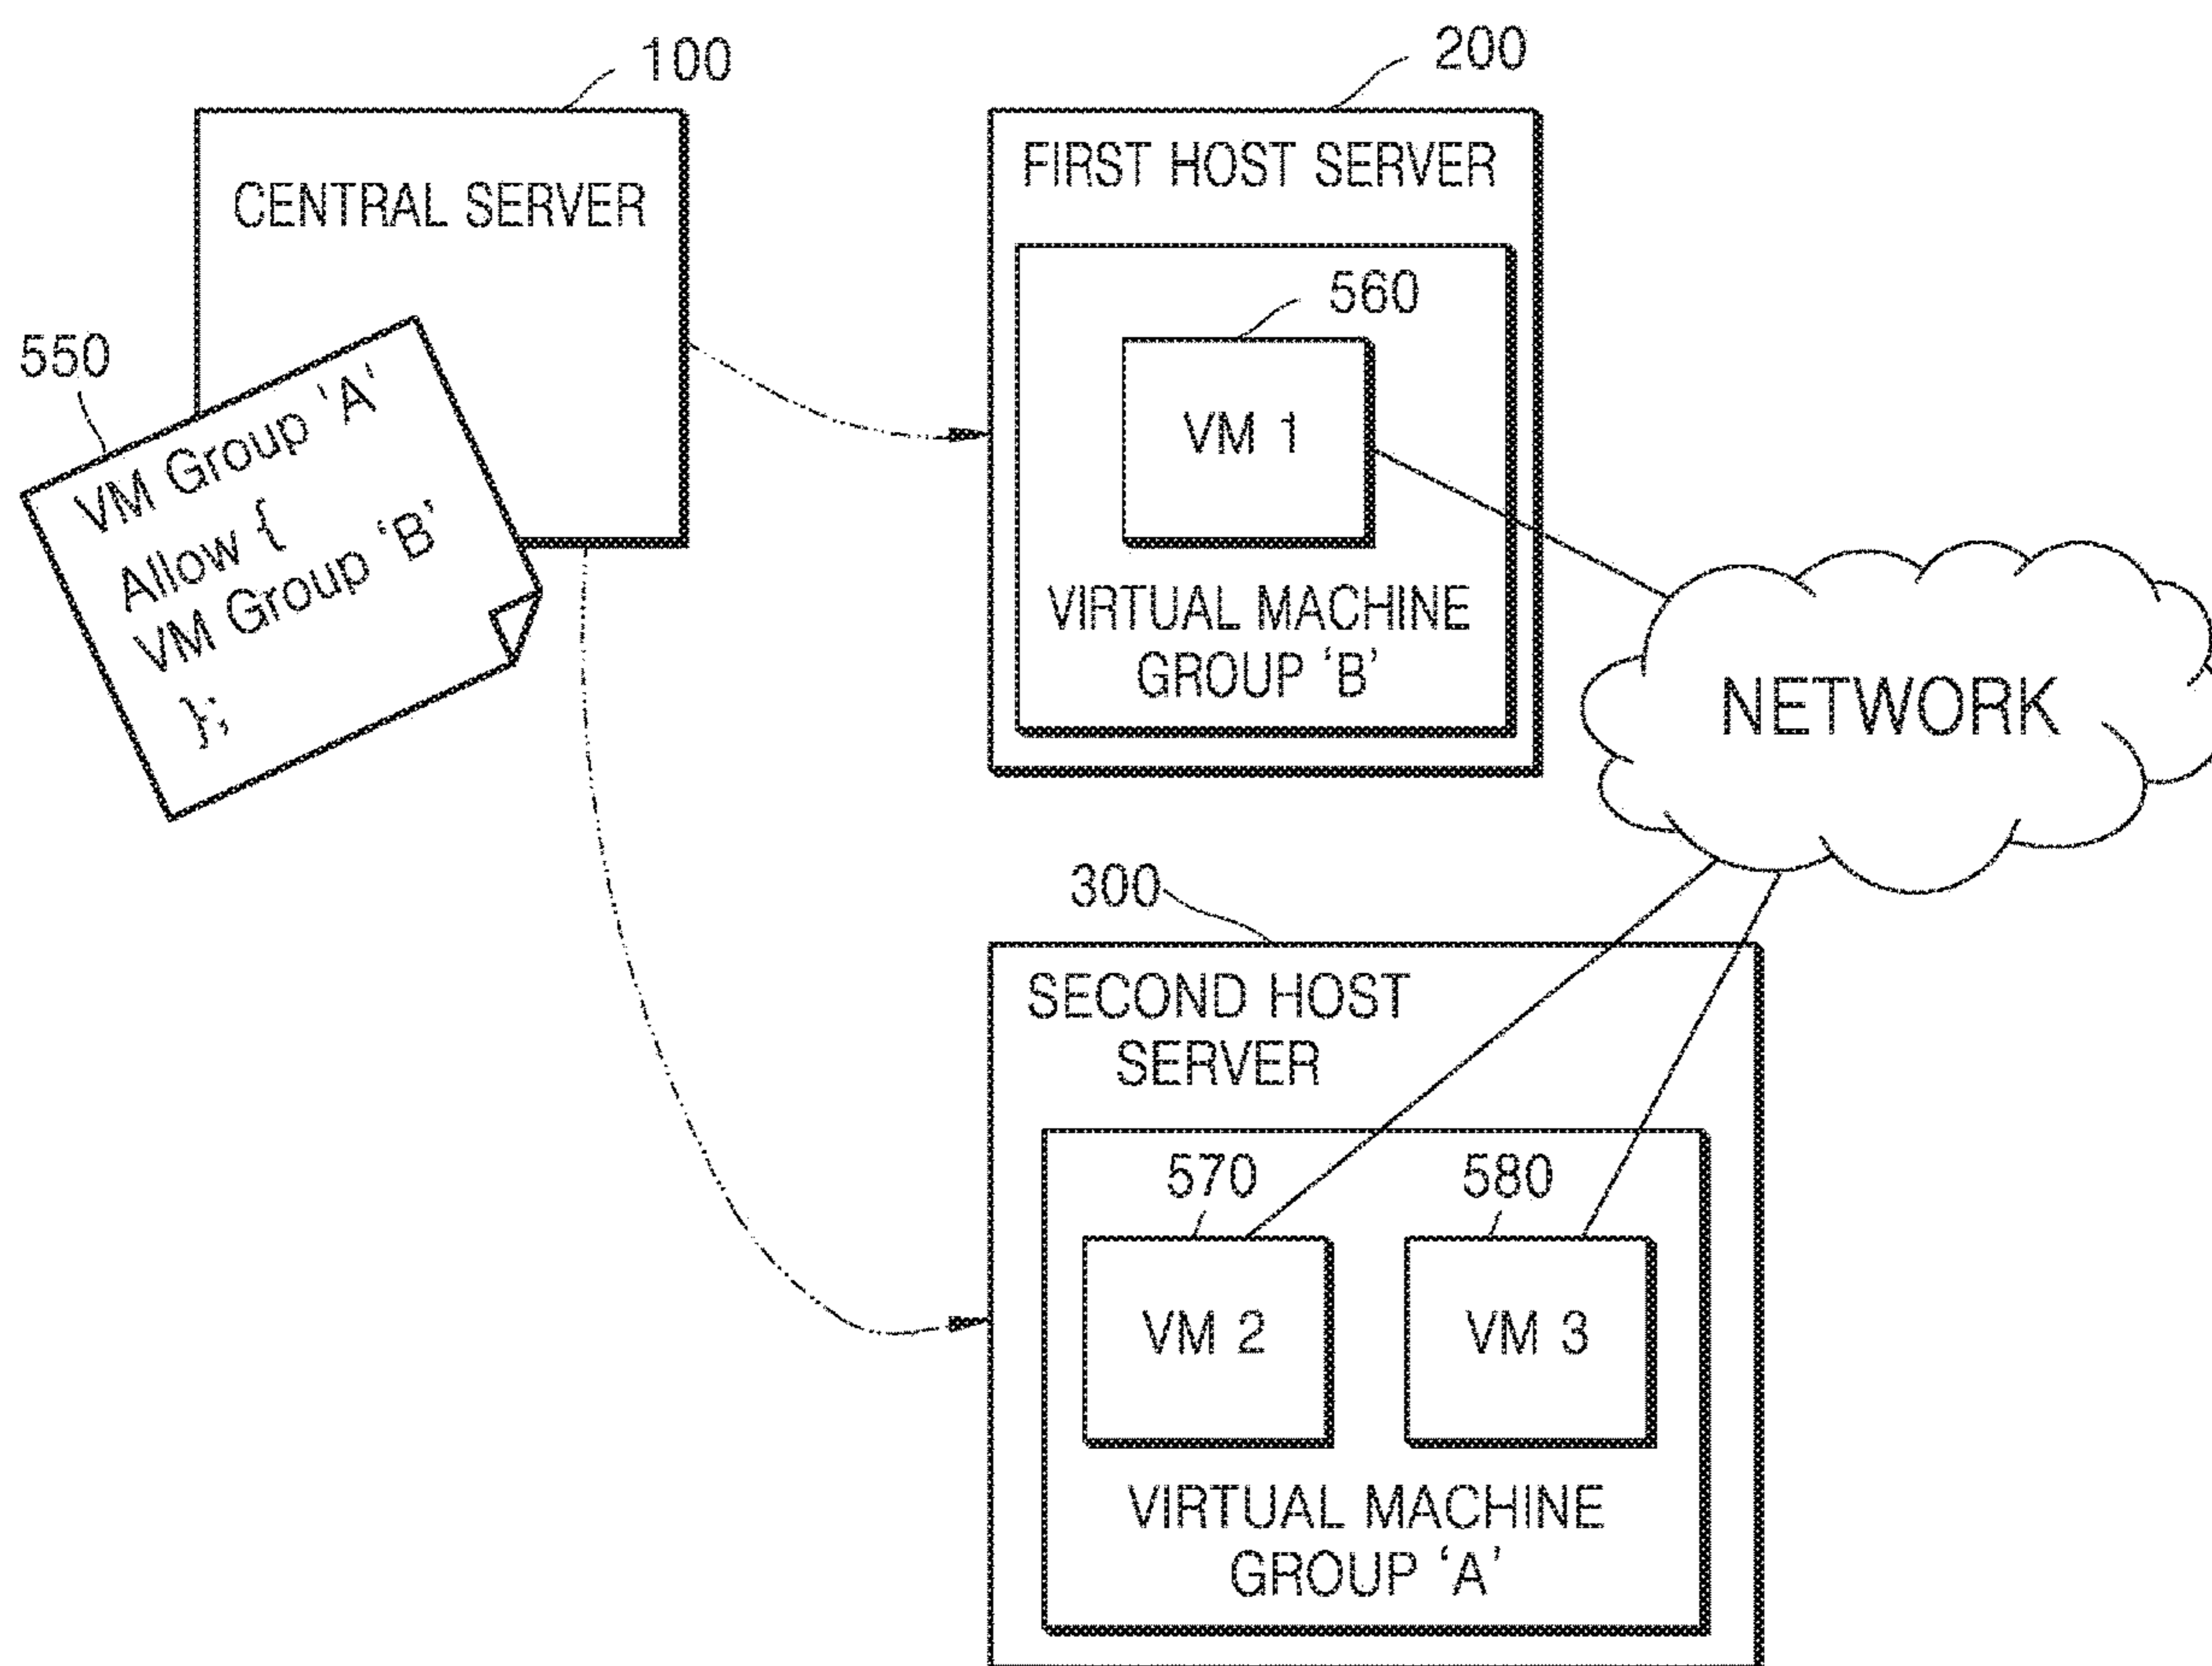 100
CENTRAL SERVER
550
VM Group 'A'
Allow {
VM Group 'B'
};
200
FIRST HOST SERVER
560
VM 1
VIRTUAL MACHINE
GROUP 'B'
NETWORK
300
SECOND HOST
SERVER
570
580
VM 2
VM 3
VIRTUAL MACHINE
GROUP 'A'